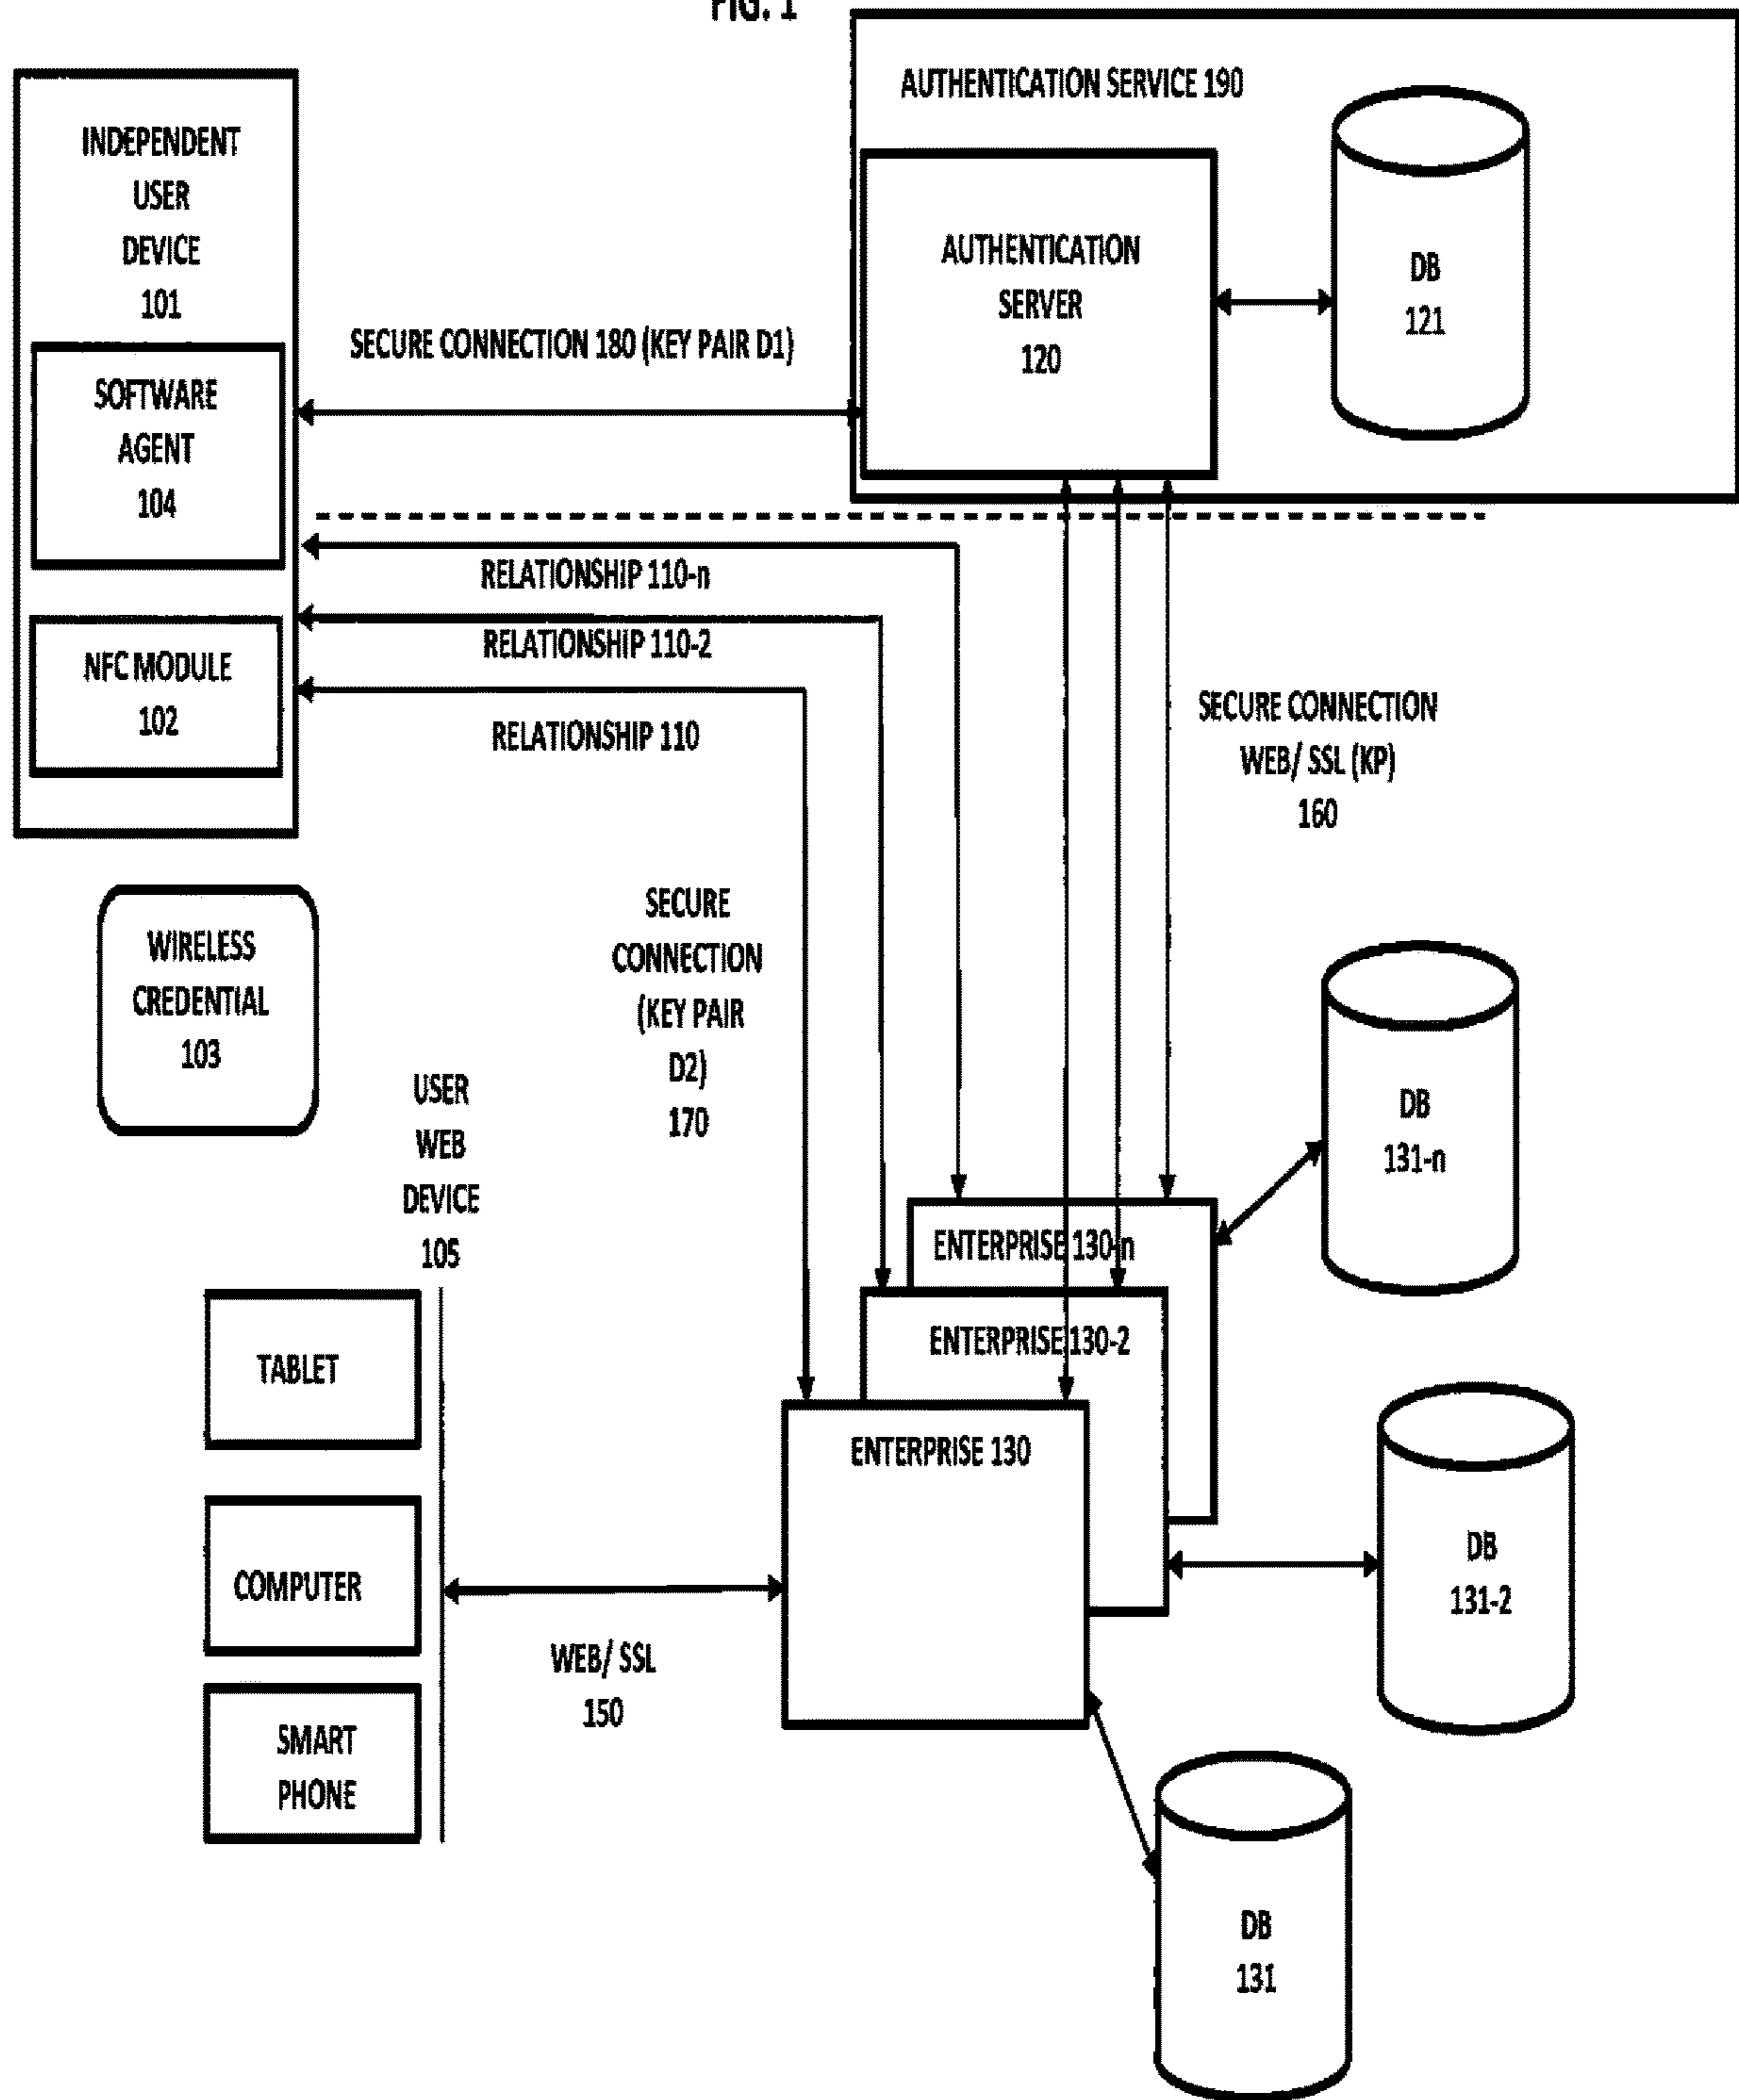 FIG. 1
AUTHENTICATION SERVICE 190
INDEPENDENT
USER
DEVICE
101
AUTHENTICATION
SERVER
120
DB
121
SECURE CONNECTION 180 (KEY PAIR D1)
SOFTWARE
AGENT
104
RELATIONSHIP 110-n
RELATIONSHIP 110-2
NFC MODULE
102
RELATIONSHIP 110
SECURE CONNECTION
WEB/ SSL (KP)
160
SECURE
CONNECTION
(KEY PAIR
D2)
170
WIRELESS
CREDENTIAL
103
USER
WEB
DEVICE
105
DB
131-n
ENTERPRISE 130-n
ENTERPRISE 130-2
ENTERPRISE 130
TABLET
COMPUTER
SMART
PHONE
WEB/ SSL
150
DB
131-2
DB
131